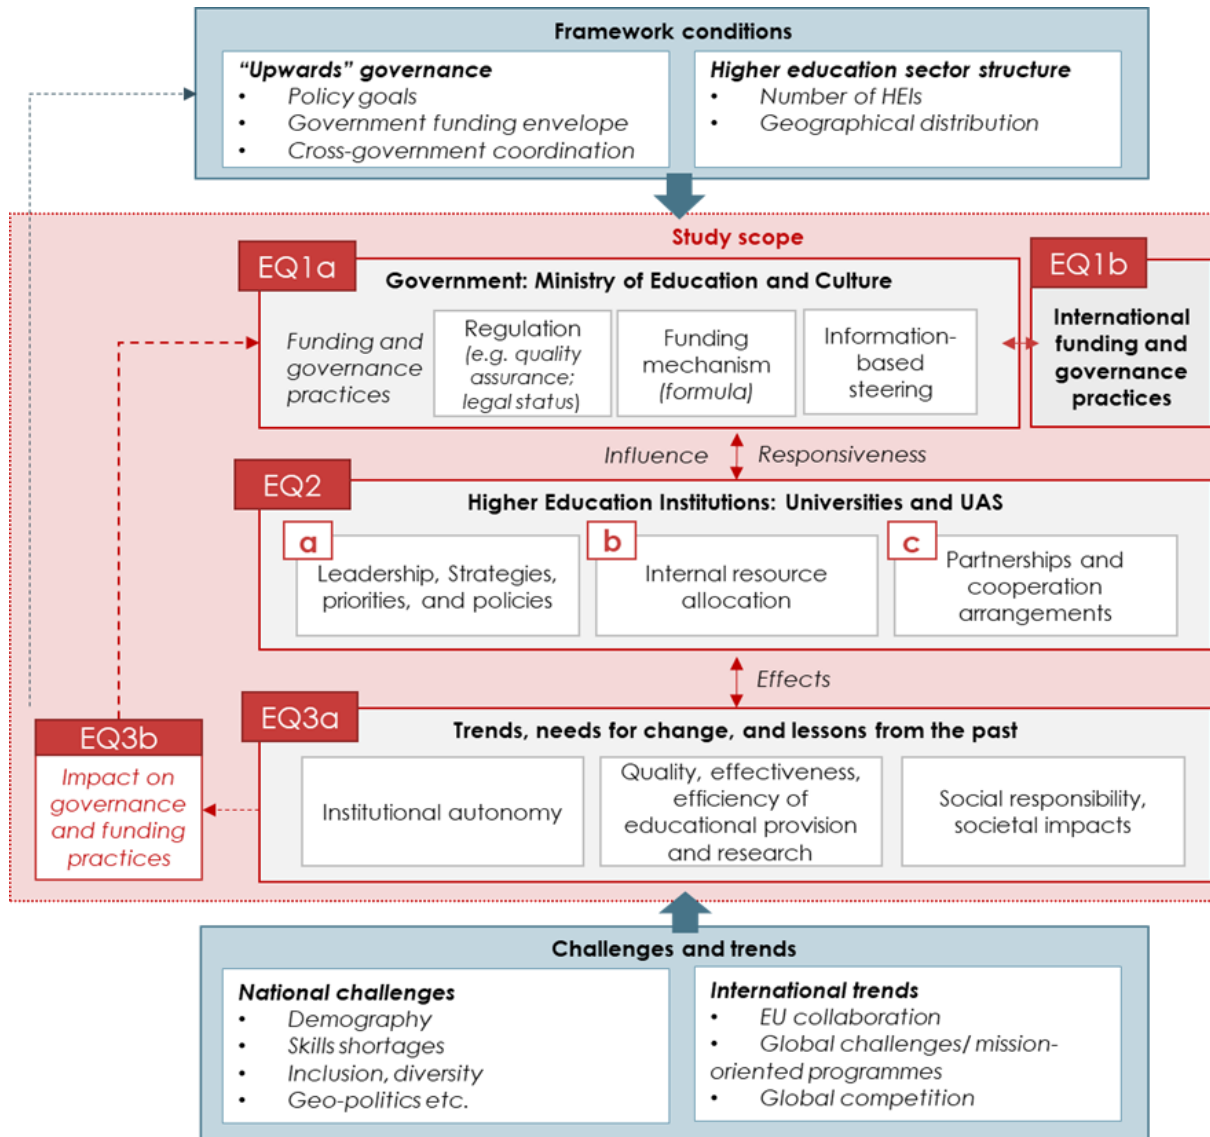 Framework conditions
“Upwards” governance
• Policy goals
• Government funding envelope
• Cross-government coordination
Higher education sector structure
• Number of HEIs
• Geographical distribution
Study scope
EQ1a
Government: Ministry of Education and Culture
Funding and
governance
practices
Regulation
(e.g. quality
assurance;
legal status)
Funding
mechanism
(formula)
Information-
based
steering
EQ1b
International
funding and
governance
practices
Influence
Responsiveness
EQ2
Higher Education Institutions: Universities and UAS
a
Leadership, Strategies,
priorities, and policies
b
Internal resource
allocation
c
Partnerships and
cooperation
arrangements
Effects
EQ3a
Trends, needs for change, and lessons from the past
Institutional autonomy
Quality, effectiveness,
efficiency of
educational provision
and research
Social responsibility,
societal impacts
EQ3b
Impact on
governance
and funding
practices
Challenges and trends
National challenges
• Demography
• Skills shortages
• Inclusion, diversity
• Geo-politics etc.
International trends
• EU collaboration
• Global challenges/ mission-
oriented programmes
• Global competition